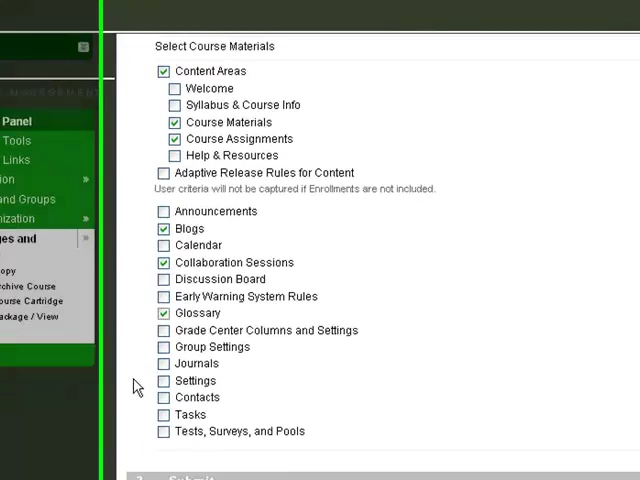 Select Course Materials
Content Areas
Welcome
Syllabus & Course Info
Course Materials
Course Assignments
Help & Resources
Adaptive Release Rules for Content
User criteria will not be captured if Enrollments are not included.
Announcements
Blogs
Calendar
Collaboration Sessions
Discussion Board
Early Warning System Rules
Glossary
Grade Center Columns and Settings
Group Settings
Journals
Settings
Contacts
Tasks
Tests, Surveys, and Pools
Panel
Tools
Links
and Groups
and
rchive Course
ourse Cartridge
ackage / View